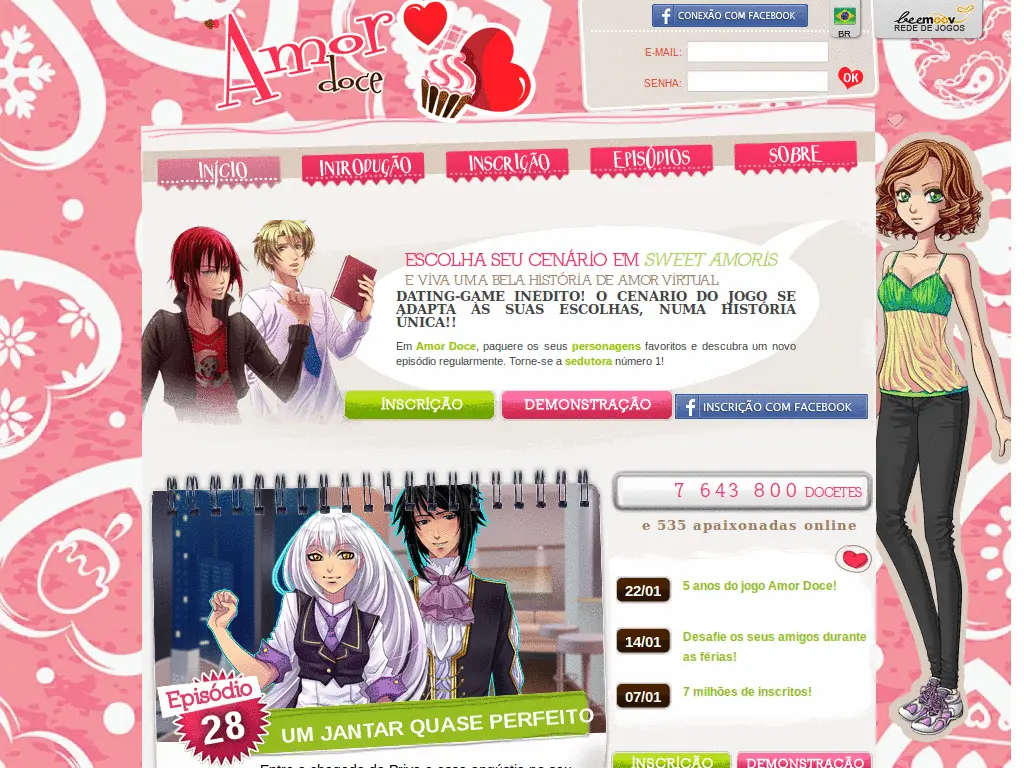 Amor
doce
CONEXÃO COM FACEBOOK
BR
beemoov
REDE DE JOGOS
E-MAIL:
SENHA:
OK
INÍCIO
INTRODUÇÃO
INSCRIÇÃO
EPISÓDIOS
SOBRE
ESCOLHA SEU CENÁRIO EM SWEET AMORIS
E VIVA UMA BELA HISTÓRIA DE AMOR VIRTUAL
DATING-GAME INEDITO! O CENARIO DO JOGO SE
ADAPTA AS SUAS ESCOLHAS, NUMA HISTÓRIA
ÚNICA!!
Em Amor Doce, paquere os seus personagens favoritos e descubra um novo
episódio regularmente. Torne-se a sedutora número 1!
INSCRIÇÃO
DEMONSTRAÇÃO
INSCRIÇÃO COM FACEBOOK
7 643 800 DOCETES
e 535 apaixonadas online
22/01 5 anos do jogo Amor Doce!
14/01 Desafie os seus amigos durante
as férias!
07/01 7 milhões de inscritos!
Episódio
28
UM JANTAR QUASE PERFEITO
INSCRIÇÃO
DEMONSTRAÇÃO